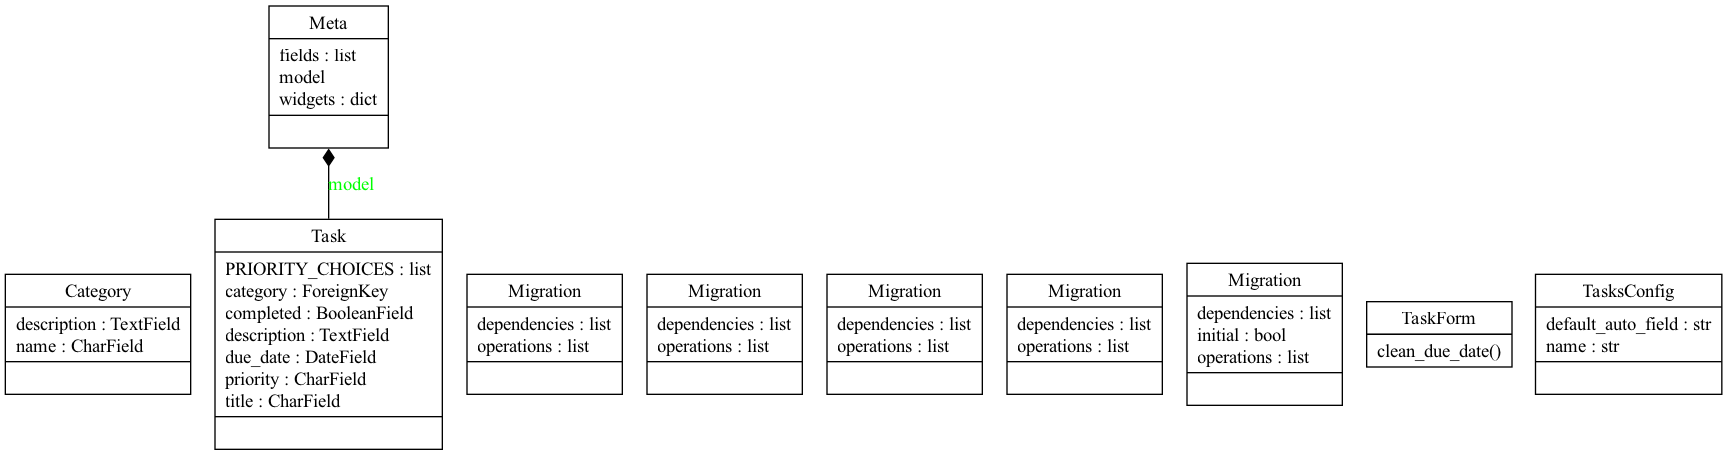 Meta
fields : list
model
widgets : dict
model
Category
description : TextField
name : CharField
Task
PRIORITY_CHOICES : list
category : ForeignKey
completed : BooleanField
description : TextField
due_date : DateField
priority : CharField
title : CharField
Migration
dependencies : list
operations : list
Migration
dependencies : list
operations : list
Migration
dependencies : list
operations : list
Migration
dependencies : list
operations : list
Migration
dependencies : list
initial : bool
operations : list
TaskForm
clean_due_date()
TasksConfig
default_auto_field : str
name : str